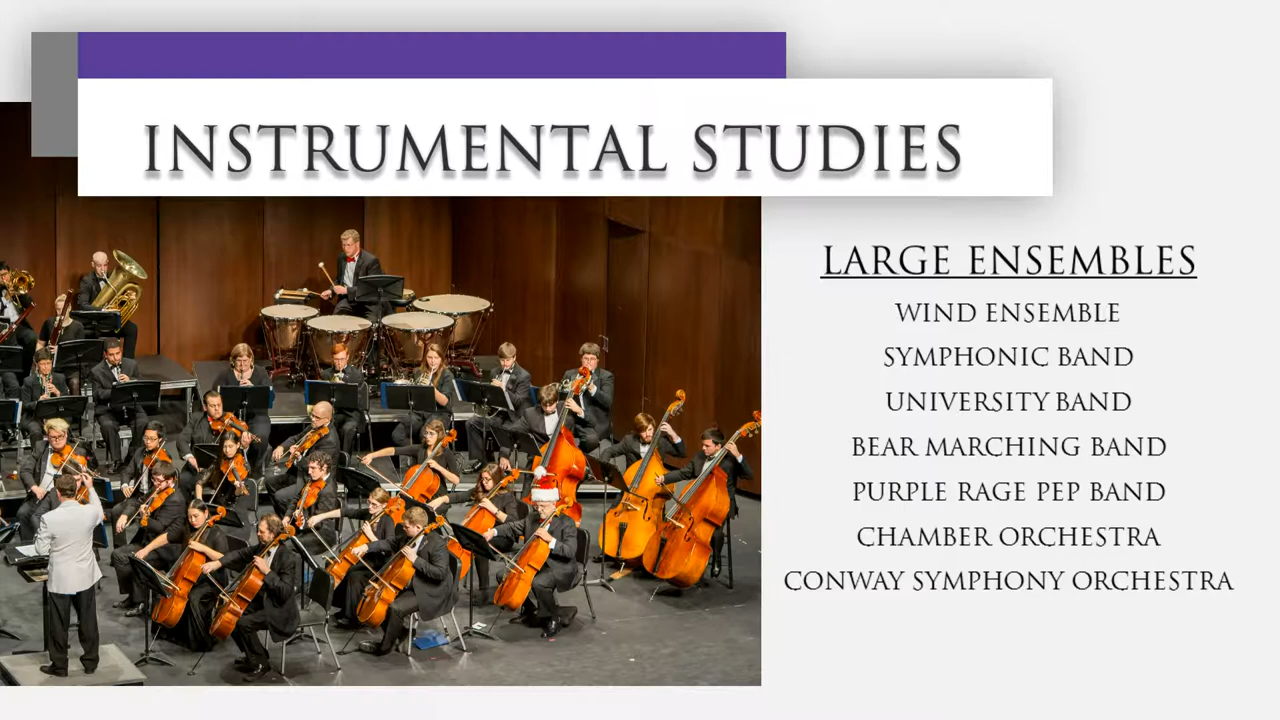 INSTRUMENTAL STUDIES
LARGE ENSEMBLES
WIND ENSEMBLE
SYMPHONIC BAND
UNIVERSITY BAND
BEAR MARCHING BAND
PURPLE RAGE PEP BAND
CHAMBER ORCHESTRA
CONWAY SYMPHONY ORCHESTRA